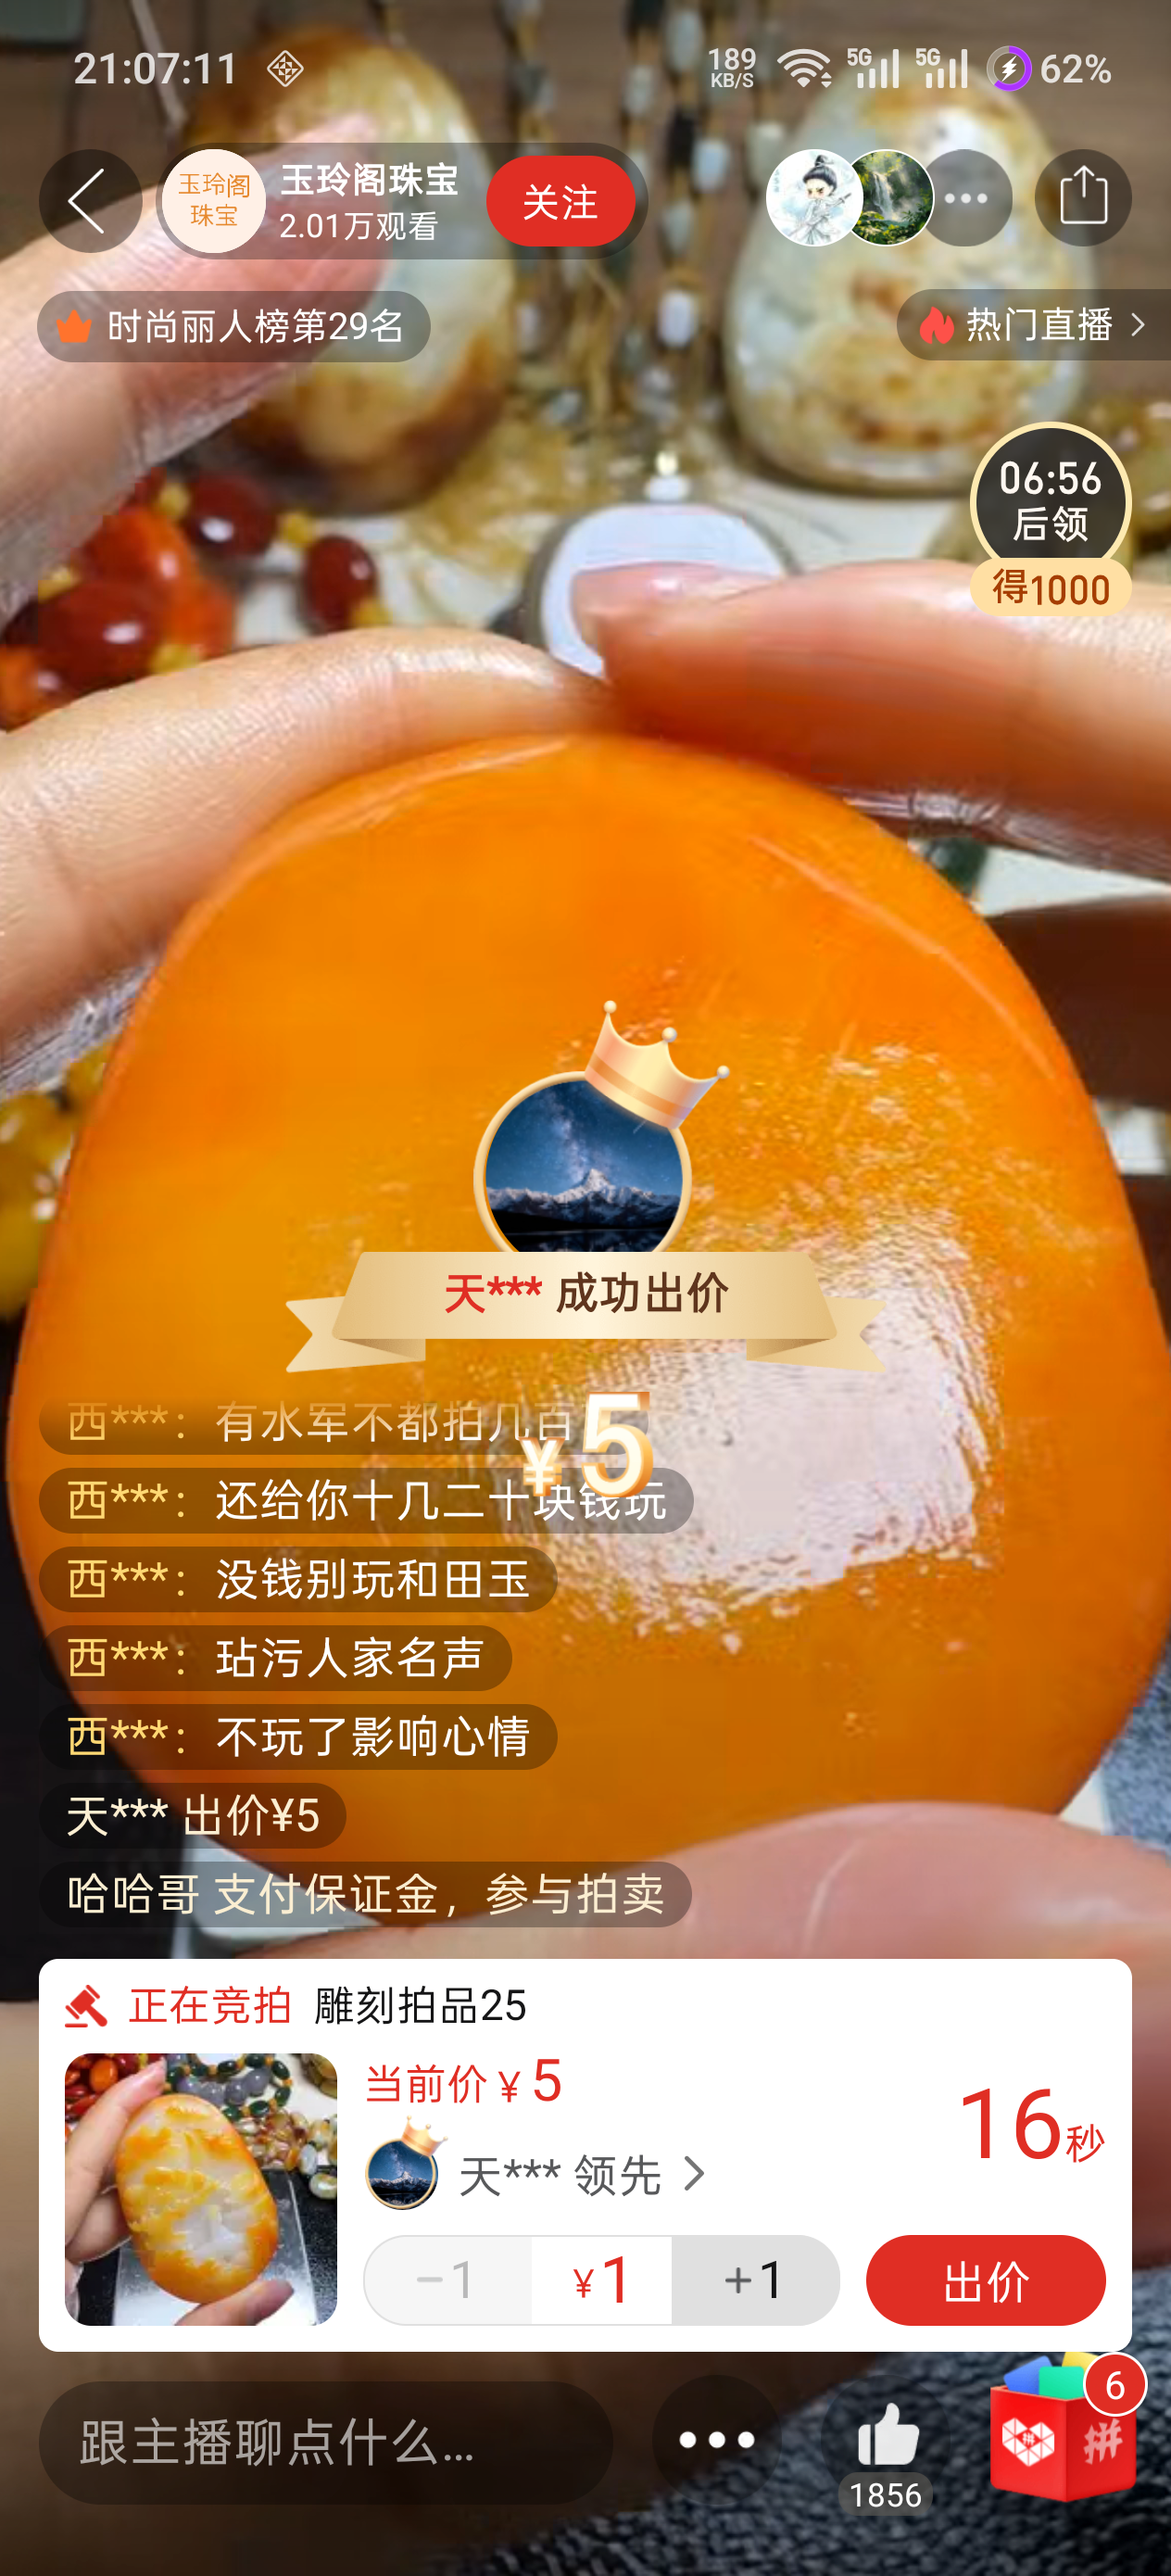 21:07:11
189
KB/S
5G
5G
62%
玉玲阁
珠宝
玉玲阁珠宝
2.01万观看
关注
时尚丽人榜第29名
热门直播
06:56
后领
得1000
天*** 成功出价
¥5
西***：有水军不都拍几百
西***：还给你十几二十块钱玩
西***：没钱别玩和田玉
西***：玷污人家名声
西***：不玩了影响心情
天*** 出价¥5
哈哈哥 支付保证金，参与拍卖
正在竞拍 雕刻拍品25
当前价¥5
16秒
天*** 领先
-1
¥1
+1
出价
跟主播聊点什么...
1856
6
拼
拼